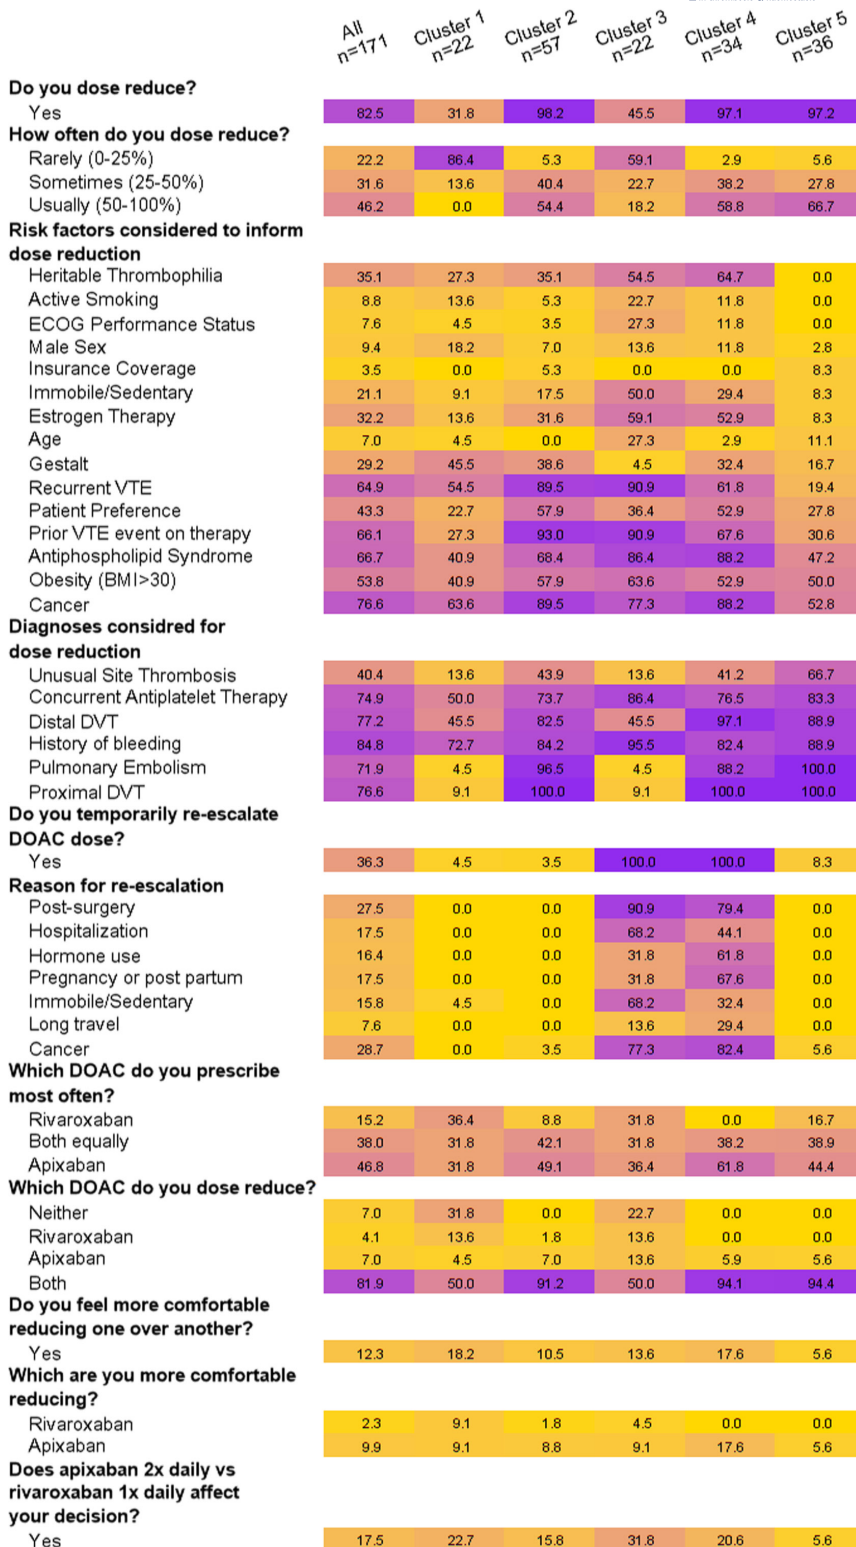 All Cluster 1 Cluster 2 Cluster 3 Cluster 4 Cluster 5
n=171 n=22 n=57 n=22 n=34 n=36
Do you dose reduce?
Yes 82.5 31.8 98.2 45.5 97.1 97.2
How often do you dose reduce?
Rarely (0-25%) 22.2 86.4 5.3 59.1 2.9 5.6
Sometimes (25-50%) 31.6 13.6 40.4 22.7 38.2 27.8
Usually (50-100%) 46.2 0.0 54.4 18.2 58.8 66.7
Risk factors considered to inform
dose reduction
Heritable Thrombophilia 35.1 27.3 35.1 54.5 64.7 0.0
Active Smoking 8.8 13.6 5.3 22.7 11.8 0.0
ECOG Performance Status 7.6 4.5 3.5 27.3 11.8 0.0
Male Sex 9.4 18.2 7.0 13.6 11.8 2.8
Insurance Coverage 3.5 0.0 5.3 0.0 0.0 8.3
Immobile/Sedentary 21.1 9.1 17.5 50.0 29.4 8.3
Estrogen Therapy 32.2 13.6 31.6 59.1 52.9 8.3
Age 7.0 4.5 0.0 27.3 2.9 11.1
Gestalt 29.2 45.5 38.6 4.5 32.4 16.7
Recurrent VTE 64.9 54.5 89.5 90.9 61.8 19.4
Patient Preference 43.3 22.7 57.9 36.4 52.9 27.8
Prior VTE event on therapy 66.1 27.3 93.0 90.9 67.6 30.6
Antiphospholipid Syndrome 66.7 40.9 68.4 86.4 88.2 47.2
Obesity (BMI>30) 53.8 40.9 57.9 63.6 52.9 50.0
Cancer 76.6 63.6 89.5 77.3 88.2 52.8
Diagnoses considred for
dose reduction
Unusual Site Thrombosis 40.4 13.6 43.9 13.6 41.2 66.7
Concurrent Antiplatelet Therapy 74.9 50.0 73.7 86.4 76.5 83.3
Distal DVT 77.2 45.5 82.5 45.5 97.1 88.9
History of bleeding 84.8 72.7 84.2 95.5 82.4 88.9
Pulmonary Embolism 71.9 4.5 96.5 4.5 88.2 100.0
Proximal DVT 76.6 9.1 100.0 9.1 100.0 100.0
Do you temporarily re-escalate
DOAC dose?
Yes 36.3 4.5 3.5 100.0 100.0 8.3
Reason for re-escalation
Post-surgery 27.5 0.0 0.0 90.9 79.4 0.0
Hospitalization 17.5 0.0 0.0 68.2 44.1 0.0
Hormone use 16.4 0.0 0.0 31.8 61.8 0.0
Pregnancy or post partum 17.5 0.0 0.0 31.8 67.6 0.0
Immobile/Sedentary 15.8 4.5 0.0 68.2 32.4 0.0
Long travel 7.6 0.0 0.0 13.6 29.4 0.0
Cancer 28.7 0.0 3.5 77.3 82.4 5.6
Which DOAC do you prescribe
most often?
Rivaroxaban 15.2 36.4 8.8 31.8 0.0 16.7
Both equally 38.0 31.8 42.1 31.8 38.2 38.9
Apixaban 46.8 31.8 49.1 36.4 61.8 44.4
Which DOAC do you dose reduce?
Neither 7.0 31.8 0.0 22.7 0.0 0.0
Rivaroxaban 4.1 13.6 1.8 13.6 0.0 0.0
Apixaban 7.0 4.5 7.0 13.6 5.9 5.6
Both 81.9 50.0 91.2 50.0 94.1 94.4
Do you feel more comfortable
reducing one over another?
Yes 12.3 18.2 10.5 13.6 17.6 5.6
Which are you more comfortable
reducing?
Rivaroxaban 2.3 9.1 1.8 4.5 0.0 0.0
Apixaban 9.9 9.1 8.8 9.1 17.6 5.6
Does apixaban 2x daily vs
rivaroxaban 1x daily affect
your decision?
Yes 17.5 22.7 15.8 31.8 20.6 5.6